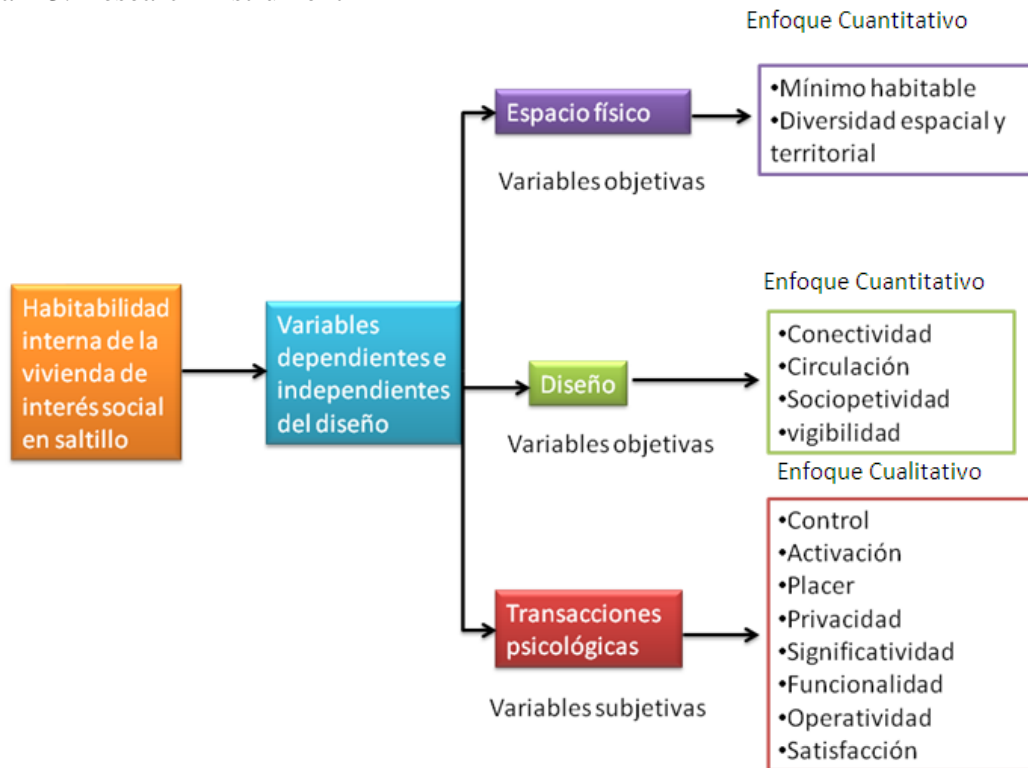 Enfoque Cuantitativo
Espacio físico
•Mínimo habitable
•Diversidad espacial y
territorial
Variables objetivas
Enfoque Cuantitativo
Habitabilidad
interna de la
vivienda de
interés social
en saltillo
Variables
dependientes e
independientes
del diseño
Diseño
•Conectividad
•Circulación
•Sociopetividad
•vigibilidad
Variables objetivas
Enfoque Cualitativo
Transacciones
psicológicas
•Control
•Activación
•Placer
•Privacidad
•Significatividad
•Funcionalidad
•Operatividad
•Satisfacción
Variables subjetivas